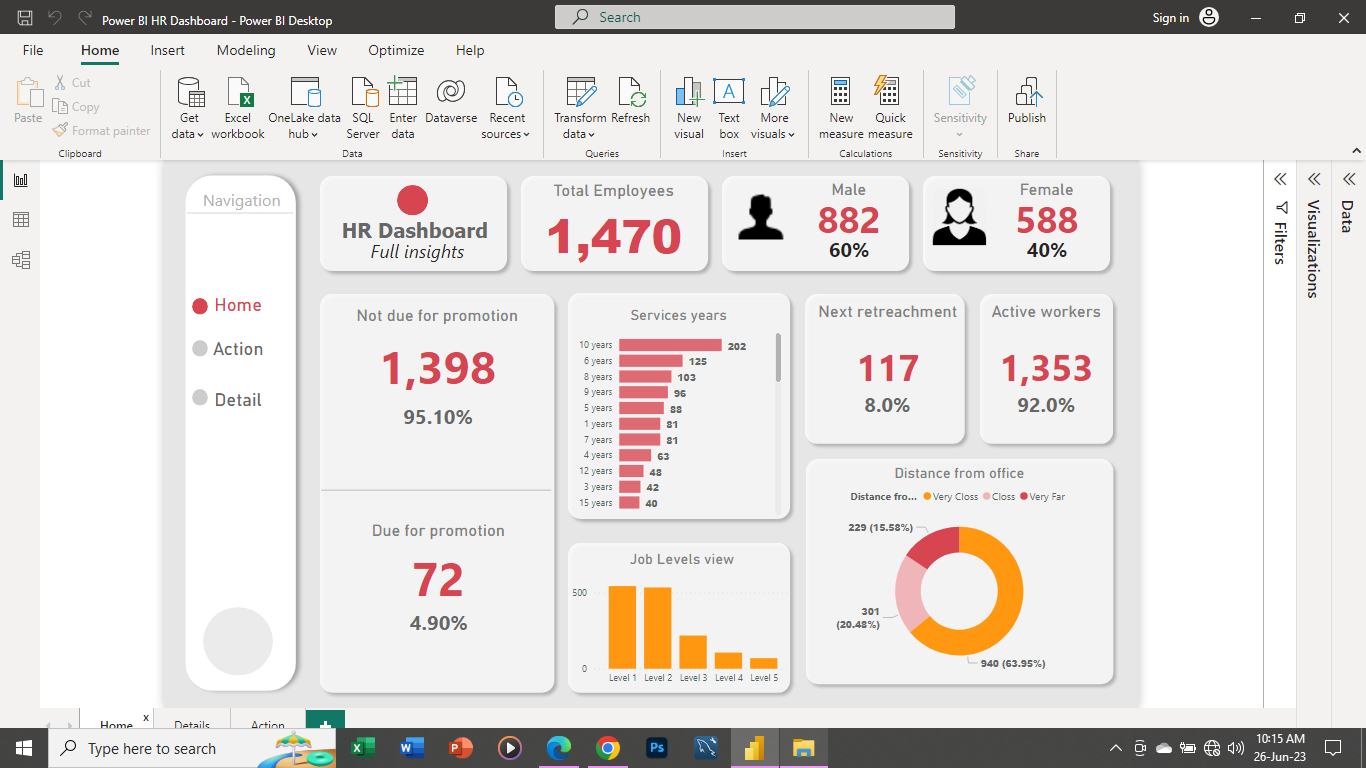 Power BI HR Dashboard - Power BI Desktop
Search
Sign in
File
Home
Insert
Modeling
View
Optimize
Help
Paste
Cut
Copy
Format painter
Clipboard
Get data
Excel workbook
OneLake data hub
SQL Server
Enter data
Dataverse
Recent sources
Data
Transform data
Refresh
Queries
New visual
Text box
More visuals
Insert
New measure
Quick measure
Calculations
Sensitivity
Sensitivity
Publish
Share
Navigation
Home
Action
Detail
HR Dashboard
Full insights
Total Employees
1,470
Male
882
60%
Female
588
40%
Not due for promotion
1,398
95.10%
Due for promotion
72
4.90%
Services years
10 years 202
6 years 125
8 years 103
9 years 96
5 years 88
1 years 81
7 years 81
4 years 63
12 years 48
3 years 42
15 years 40
Job Levels view
500
0
Level 1 Level 2 Level 3 Level 4 Level 5
Next retreachment
117
8.0%
Active workers
1,353
92.0%
Distance from office
Distance fro... Very Closs Closs Very Far
229 (15.58%)
301
(20.48%)
940 (63.95%)
Filters
Visualizations
Data
Home x
Details
Action
+
Type here to search
Ps
10:15 AM
26-Jun-23